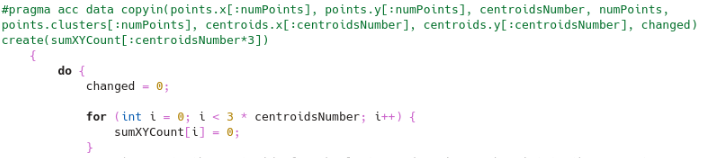 #pragma acc data copyin(points.x[:numPoints], points.y[:numPoints], centroidsNumber, numPoints,
points.clusters[:numPoints], centroids.x[:centroidsNumber], centroids.y[:centroidsNumber], changed)
create(sumXYCount[:centroidsNumber*3])
{
do {
changed = 0;
for (int i = 0; i < 3 * centroidsNumber; i++) {
sumXYCount[i] = 0;
}